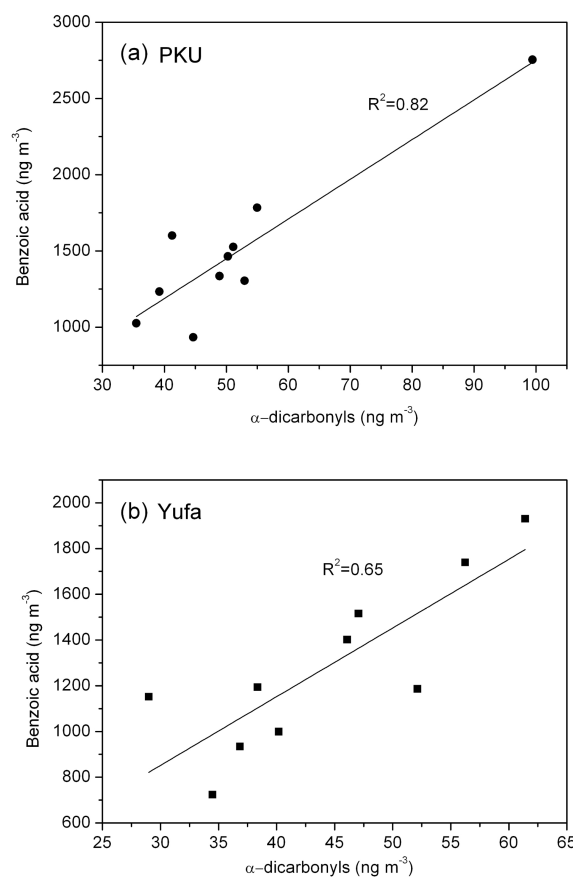 (a) PKU
R²=0.82
Benzoic acid (ng m⁻³)
3000
2500
2000
1500
1000
30 40 50 60 70 80 90 100
α-dicarbonyls (ng m⁻³)
(b) Yufa
R²=0.65
Benzoic acid (ng m⁻³)
2000
1800
1600
1400
1200
1000
800
600
25 30 35 40 45 50 55 60 65
α-dicarbonyls (ng m⁻³)